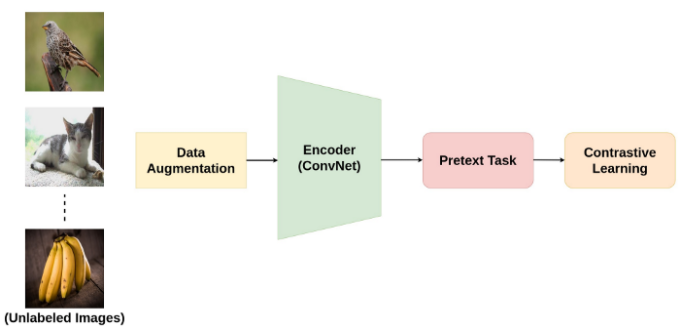 Data
Augmentation
Encoder
(ConvNet)
Pretext Task
Contrastive
Learning
(Unlabeled Images)